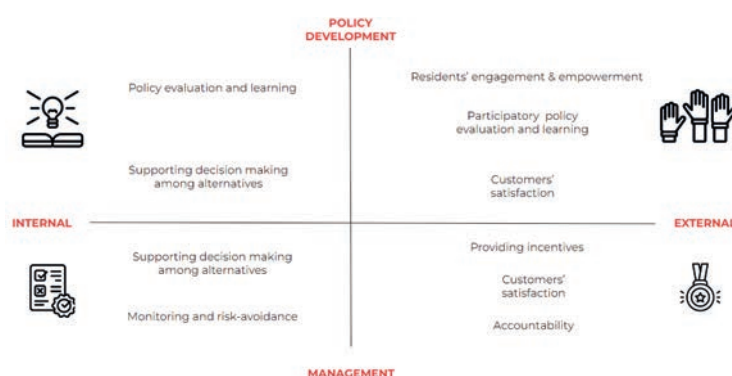 POLICY
DEVELOPMENT
Policy evaluation and learning
Residents' engagement & empowerment
Participatory policy
evaluation and learning
Supporting decision making
among alternatives
Customers'
satisfaction
INTERNAL
EXTERNAL
Supporting decision making
among alternatives
Providing incentives
Customers'
satisfaction
Monitoring and risk-avoidance
Accountability
MANAGEMENT